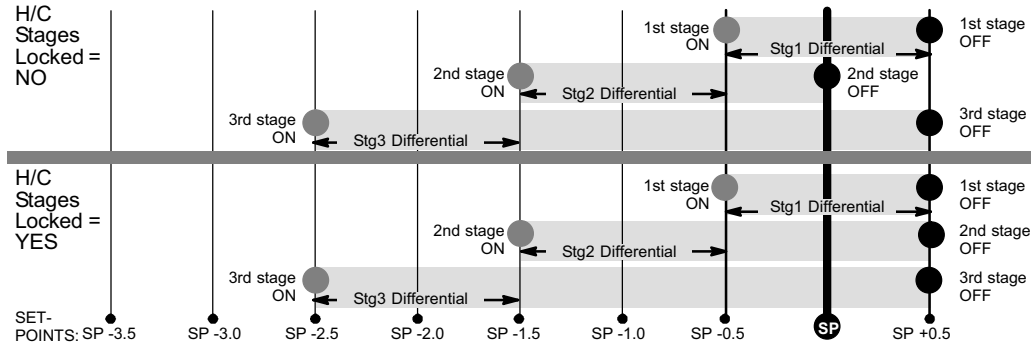 H/C
Stages
Locked =
NO
1st stage
ON
Stg1 Differential
1st stage
OFF
2nd stage
ON
Stg2 Differential
2nd stage
OFF
3rd stage
ON
Stg3 Differential
3rd stage
OFF
H/C
Stages
Locked =
YES
1st stage
ON
Stg1 Differential
1st stage
OFF
2nd stage
ON
Stg2 Differential
2nd stage
OFF
3rd stage
ON
Stg3 Differential
3rd stage
OFF
SET-
POINTS: SP -3.5 SP -3.0 SP -2.5 SP -2.0 SP -1.5 SP -1.0 SP -0.5 SP SP +0.5